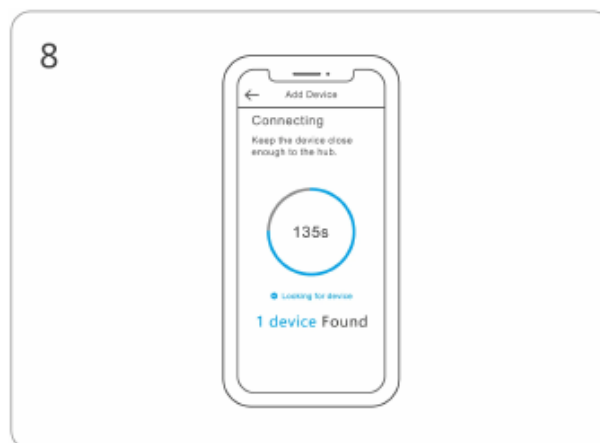 8
Add Device
Connecting
Keep the device close
enough to the hub.
135s
Looking for device
1 device Found